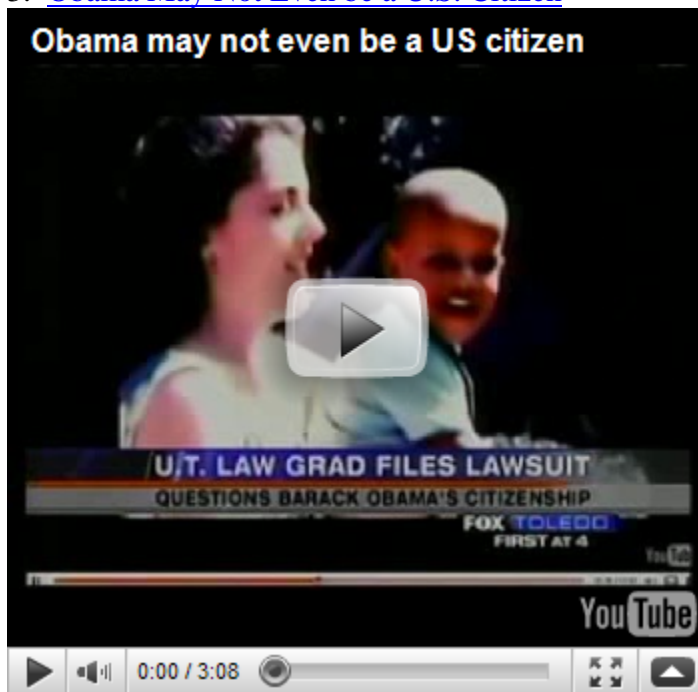 Obama may not even be a US citizen
U.T. LAW GRAD FILES LAWSUIT
QUESTIONS BARACK OBAMA'S CITIZENSHIP
FOX TOLEDO
FIRST AT 4
YouTube
YouTube
0:00 / 3:08